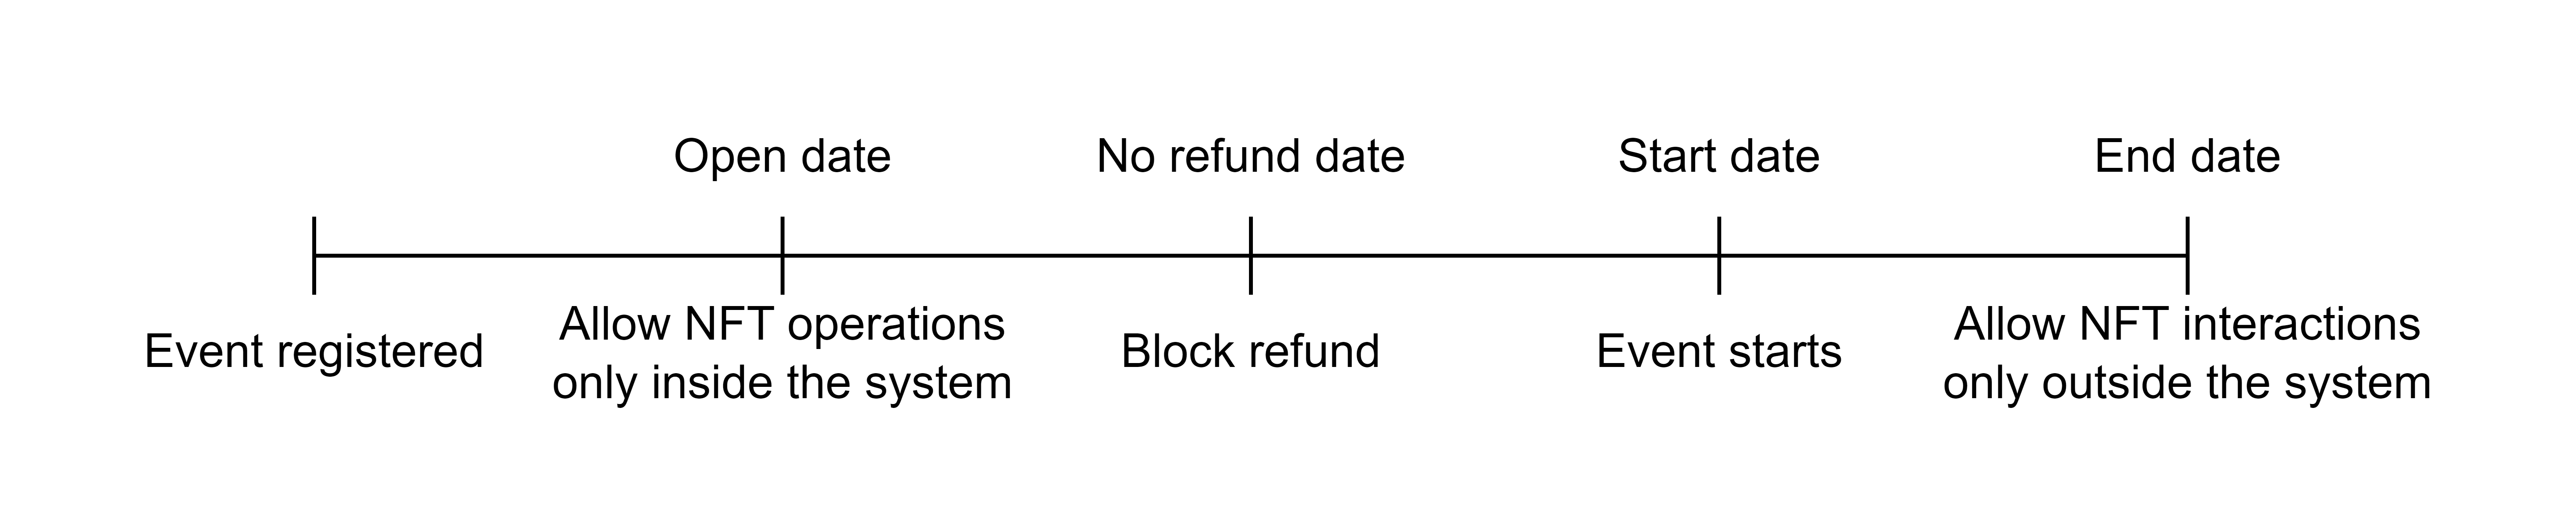 Open date
No refund date
Start date
End date
Event registered
Allow NFT operations
only inside the system
Block refund
Event starts
Allow NFT interactions
only outside the system